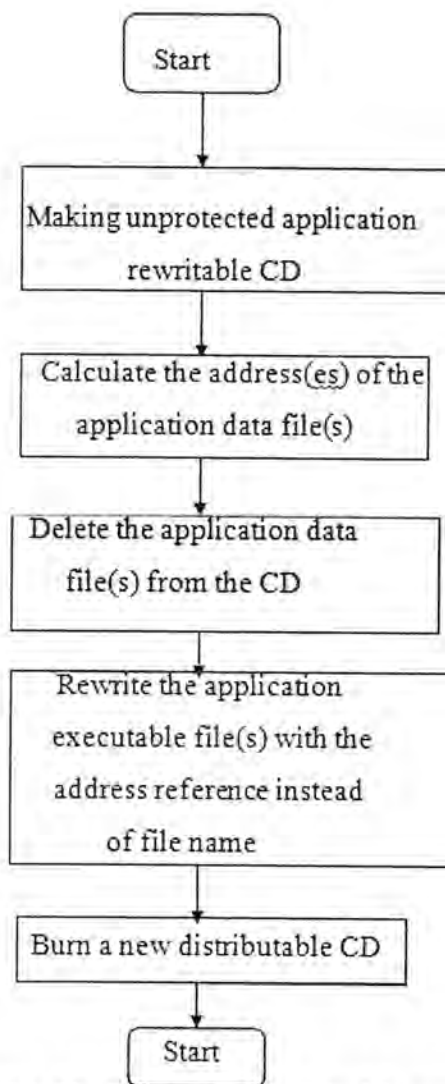 Start
Making unprotected application
rewritable CD
Calculate the address(es) of the
application data file(s)
Delete the application data
file(s) from the CD
Rewrite the application
executable file(s) with the
address reference instead
of file name
Burn a new distributable CD
Start